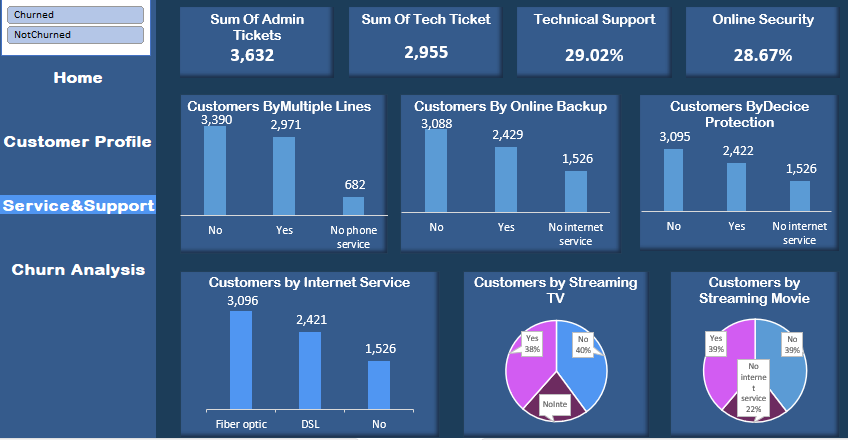 Churned
NotChurned
Home
Customer Profile
Service&Support
Churn Analysis
Sum Of Admin
Tickets
3,632
Sum Of Tech Ticket
2,955
Technical Support
29.02%
Online Security
28.67%
Customers ByMultiple Lines
3,390
2,971
682
No
Yes
No phone
service
Customers By Online Backup
3,088
2,429
1,526
No
Yes
No internet
service
Customers ByDecice
Protection
3,095
2,422
1,526
No
Yes
No internet
service
Customers by Internet Service
3,096
2,421
1,526
Fiber optic
DSL
No
Customers by Streaming
TV
Yes
38%
No
40%
NoInte
Customers by
Streaming Movie
Yes
39%
No
39%
No
interne
t
service
22%